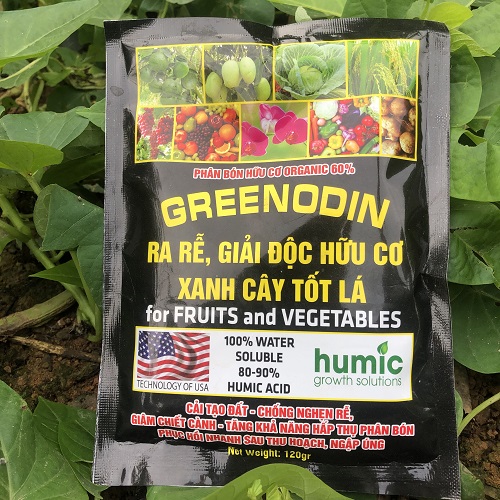 PHÂN BÓN HỮU CƠ ORGANIC 60%
GREENODIN
RA RỄ, GIẢI ĐỘC HỮU CƠ
XANH CÂY TỐT LÁ
for FRUITS and VEGETABLES
100% WATER
SOLUBLE
80-90%
HUMIC ACID
TECHNOLOGY OF USA
humic
growth solutions
CẢI TẠO ĐẤT - CHỐNG NGHẸN RỄ,
GIẢM CHIẾT CÀNH - TĂNG KHẢ NĂNG HẤP THỤ PHÂN BÓN
PHỤC HỒI NHANH SAU THU HOẠCH, NGẬP ÚNG
Net Weight: 120gr